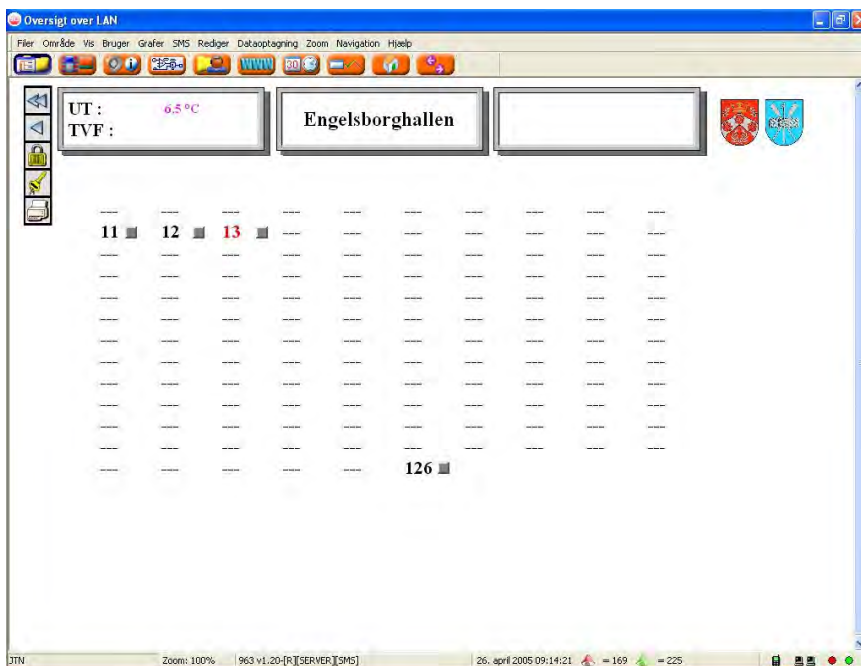 Oversigt over LAN
Filer Område Vis Bruger Grafer SMS Rediger Dataoptagning Zoom Navigation Hjælp
WWW 30
UT : 6.5 °C
TVF :
Engelsborghallen
--- --- --- --- --- --- --- --- --- ---
11 12 13 --- --- --- --- --- --- ---
--- --- --- --- --- --- --- --- --- ---
--- --- --- --- --- --- --- --- --- ---
--- --- --- --- --- --- --- --- --- ---
--- --- --- --- --- --- --- --- --- ---
--- --- --- --- --- --- --- --- --- ---
--- --- --- --- --- --- --- --- --- ---
--- --- --- --- --- --- --- --- --- ---
--- --- --- --- --- --- --- --- --- ---
--- --- --- --- --- --- --- --- --- ---
--- --- --- --- --- --- --- --- --- ---
--- --- --- --- --- 126
JTN Zoom: 100% 963 v1.20-[R][SERVER][SMS] 26. april 2005 09:14:21 =169 =225